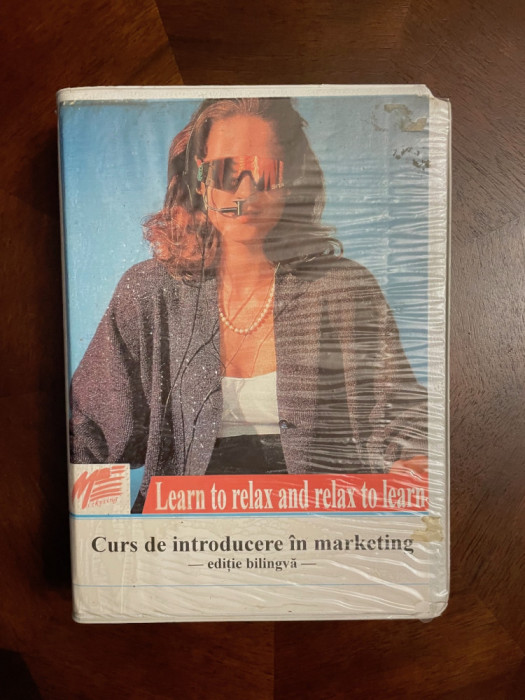 Learn to relax and relax to learn
Curs de introducere în marketing
— ediție bilingvă —